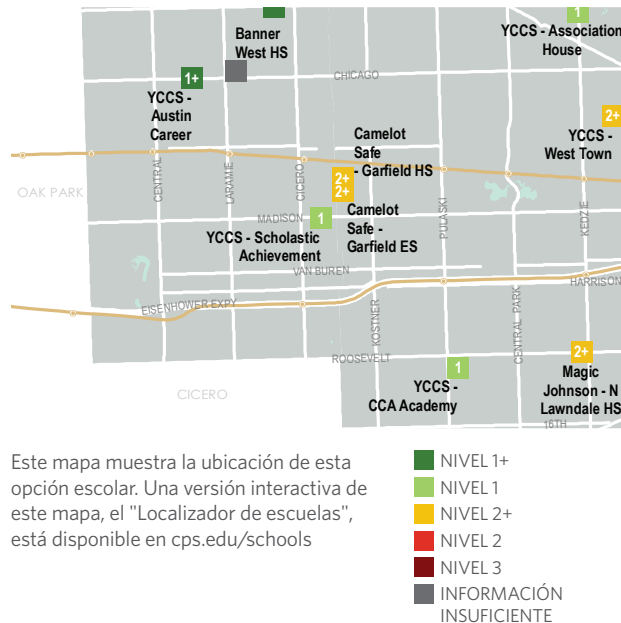 1
YCCS - Association
House
Banner
West HS
CHICAGO
1+
YCCS -
Austin
Career
2+
YCCS -
West Town
Camelot
Safe
- Garfield HS
OAK PARK
CENTRAL
LARAMIE
CICERO
2+
2+
PULASKI
KEDZIE
MADISON
1
Camelot
Safe -
Garfield ES
YCCS - Scholastic
Achievement
VAN BUREN
HARRISON
EISENHOWER EXPY
KOSTNER
CENTRAL PARK
ROOSEVELT
2+
1
YCCS -
CCA Academy
Magic
Johnson - N
Lawndale HS
CICERO
16TH
Este mapa muestra la ubicación de esta
opción escolar. Una versión interactiva de
este mapa, el "Localizador de escuelas",
está disponible en cps.edu/schools
NIVEL 1+
NIVEL 1
NIVEL 2+
NIVEL 2
NIVEL 3
INFORMACIÓN
INSUFICIENTE